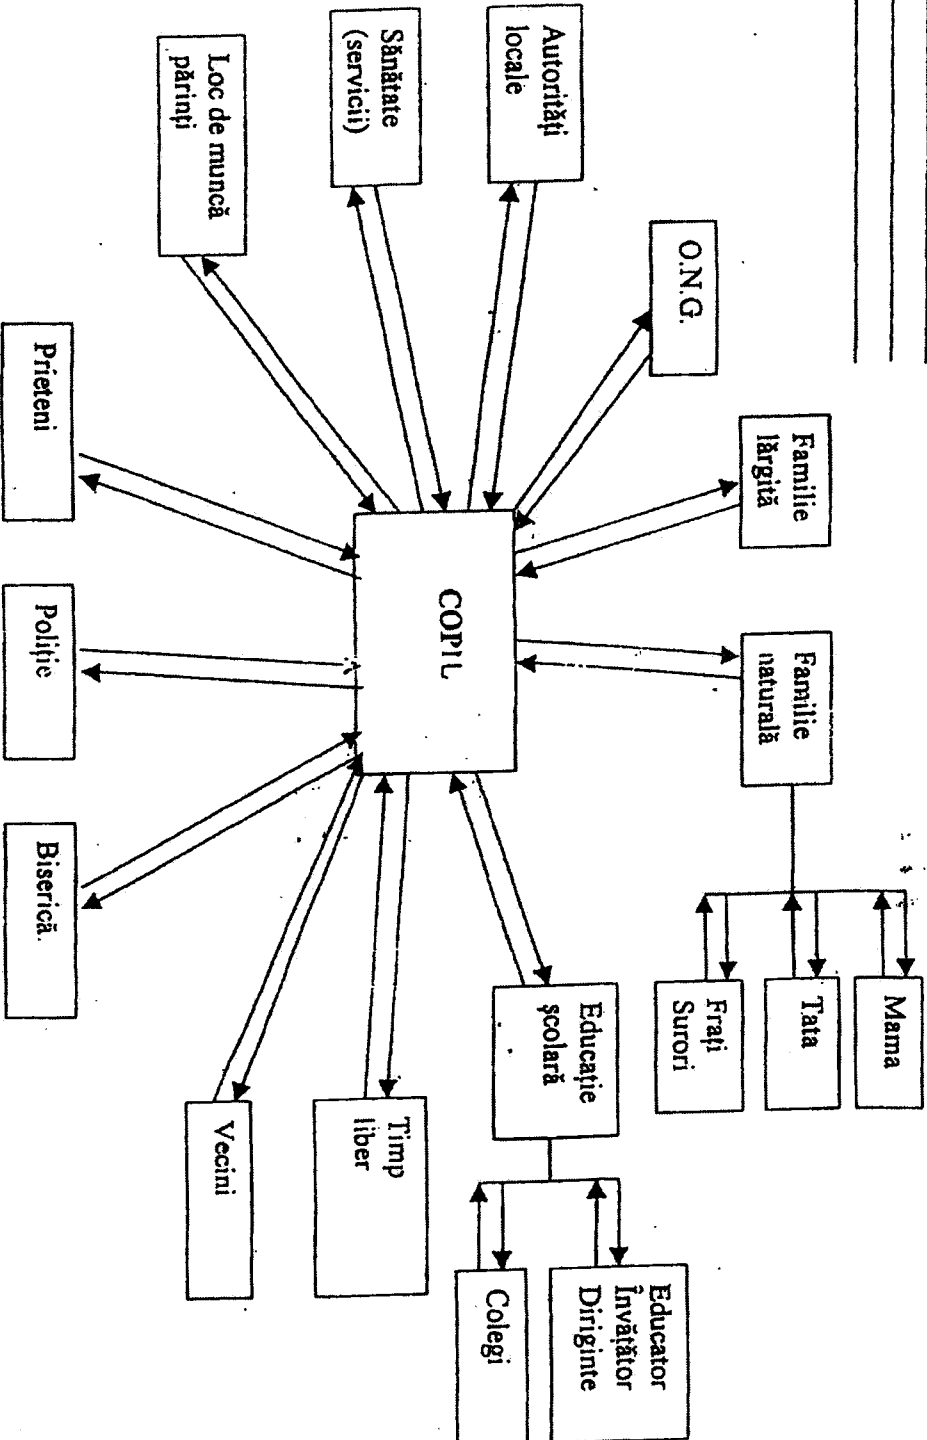 Mama
Familie
lărgită
Familie
naturală
Tata
Frați
Surori
O.N.G.
Educator
Învățător
Diriginte
Educație
școlară
Autorități
locale
Colegi
COPIL
Sănătate
(servicii)
Timp
liber
Loc de muncă
părinți
Vecini
Prieteni
Poliție
Biserică.